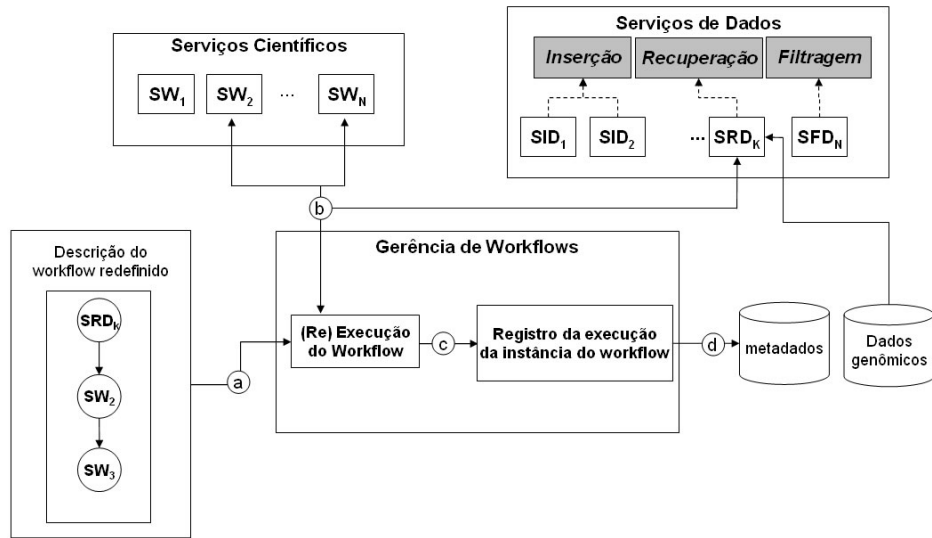 Serviços Científicos
SW1
SW2
...
SWN
Serviços de Dados
Inserção
Recuperação
Filtragem
SID1
SID2
...
SRDK
SFDN
b
Descrição do
workflow redefinido
SRDk
SW2
SW3
a
Gerência de Workflows
(Re) Execução
do Workflow
c
Registro da execução
da instância do workflow
d
metadados
Dados
genômicos